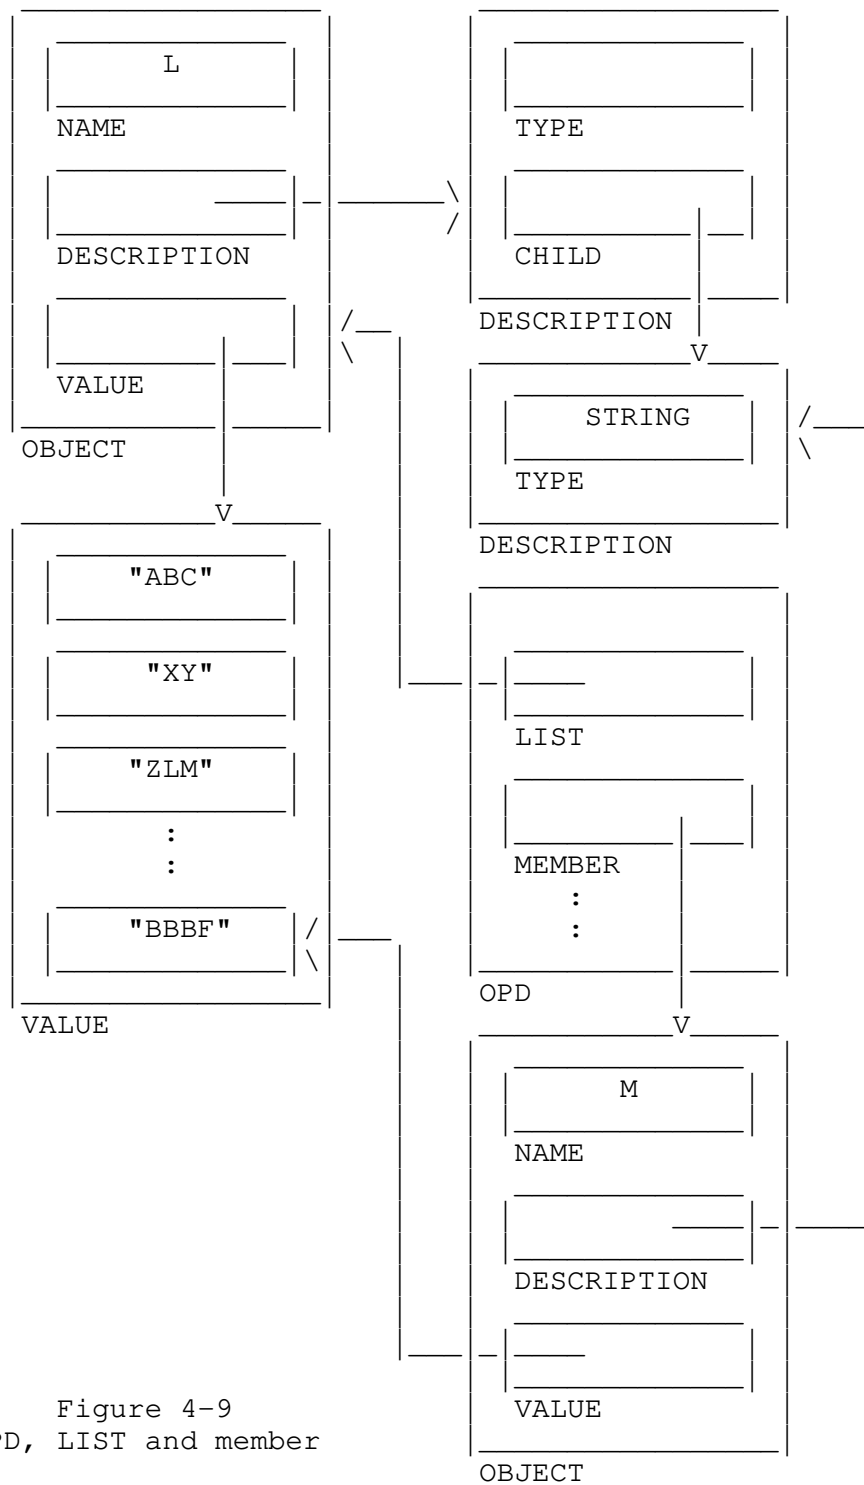 L
NAME
TYPE
DESCRIPTION
CHILD
DESCRIPTION
VALUE
STRING
OBJECT
TYPE
DESCRIPTION
"ABC"
"XY"
LIST
"ZLM"
:
:
MEMBER
:
:
"BBBF"
OPD
VALUE
M
NAME
DESCRIPTION
VALUE
Figure 4-9
PD, LIST and member
OBJECT